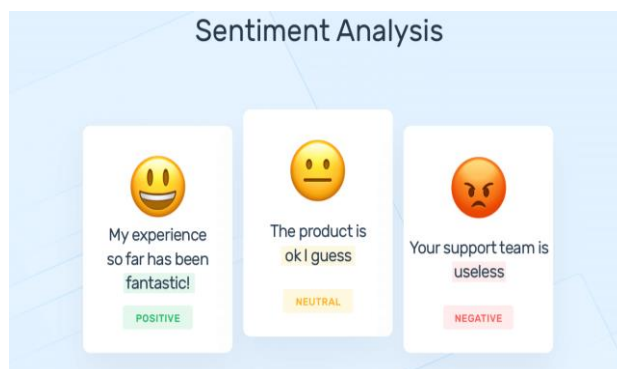 Sentiment Analysis
My experience
so far has been
fantastic!
POSITIVE
The product is
ok I guess
NEUTRAL
Your support team is
useless
NEGATIVE